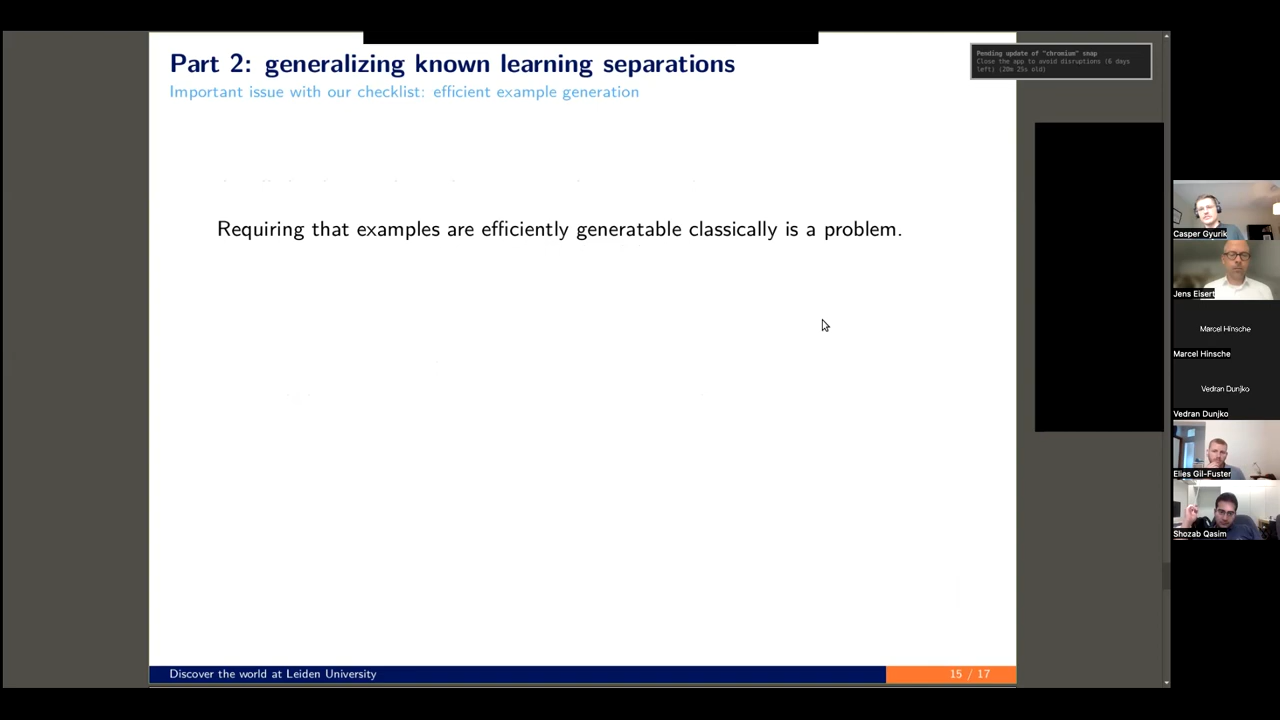 Part 2: generalizing known learning separations
Important issue with our checklist: efficient example generation
Pending update of "chromium" snap
Close the app to avoid disruptions (6 days
left) (20m 25s old)
Requiring that examples are efficiently generatable classically is a problem.
Casper Gyurik
Jens Eisert
Marcel Hinsche
Marcel Hinsche
Vedran Dunjko
Vedran Dunjko
Elies Gil-Fuster
Shozab Qasim
Discover the world at Leiden University
15 / 17